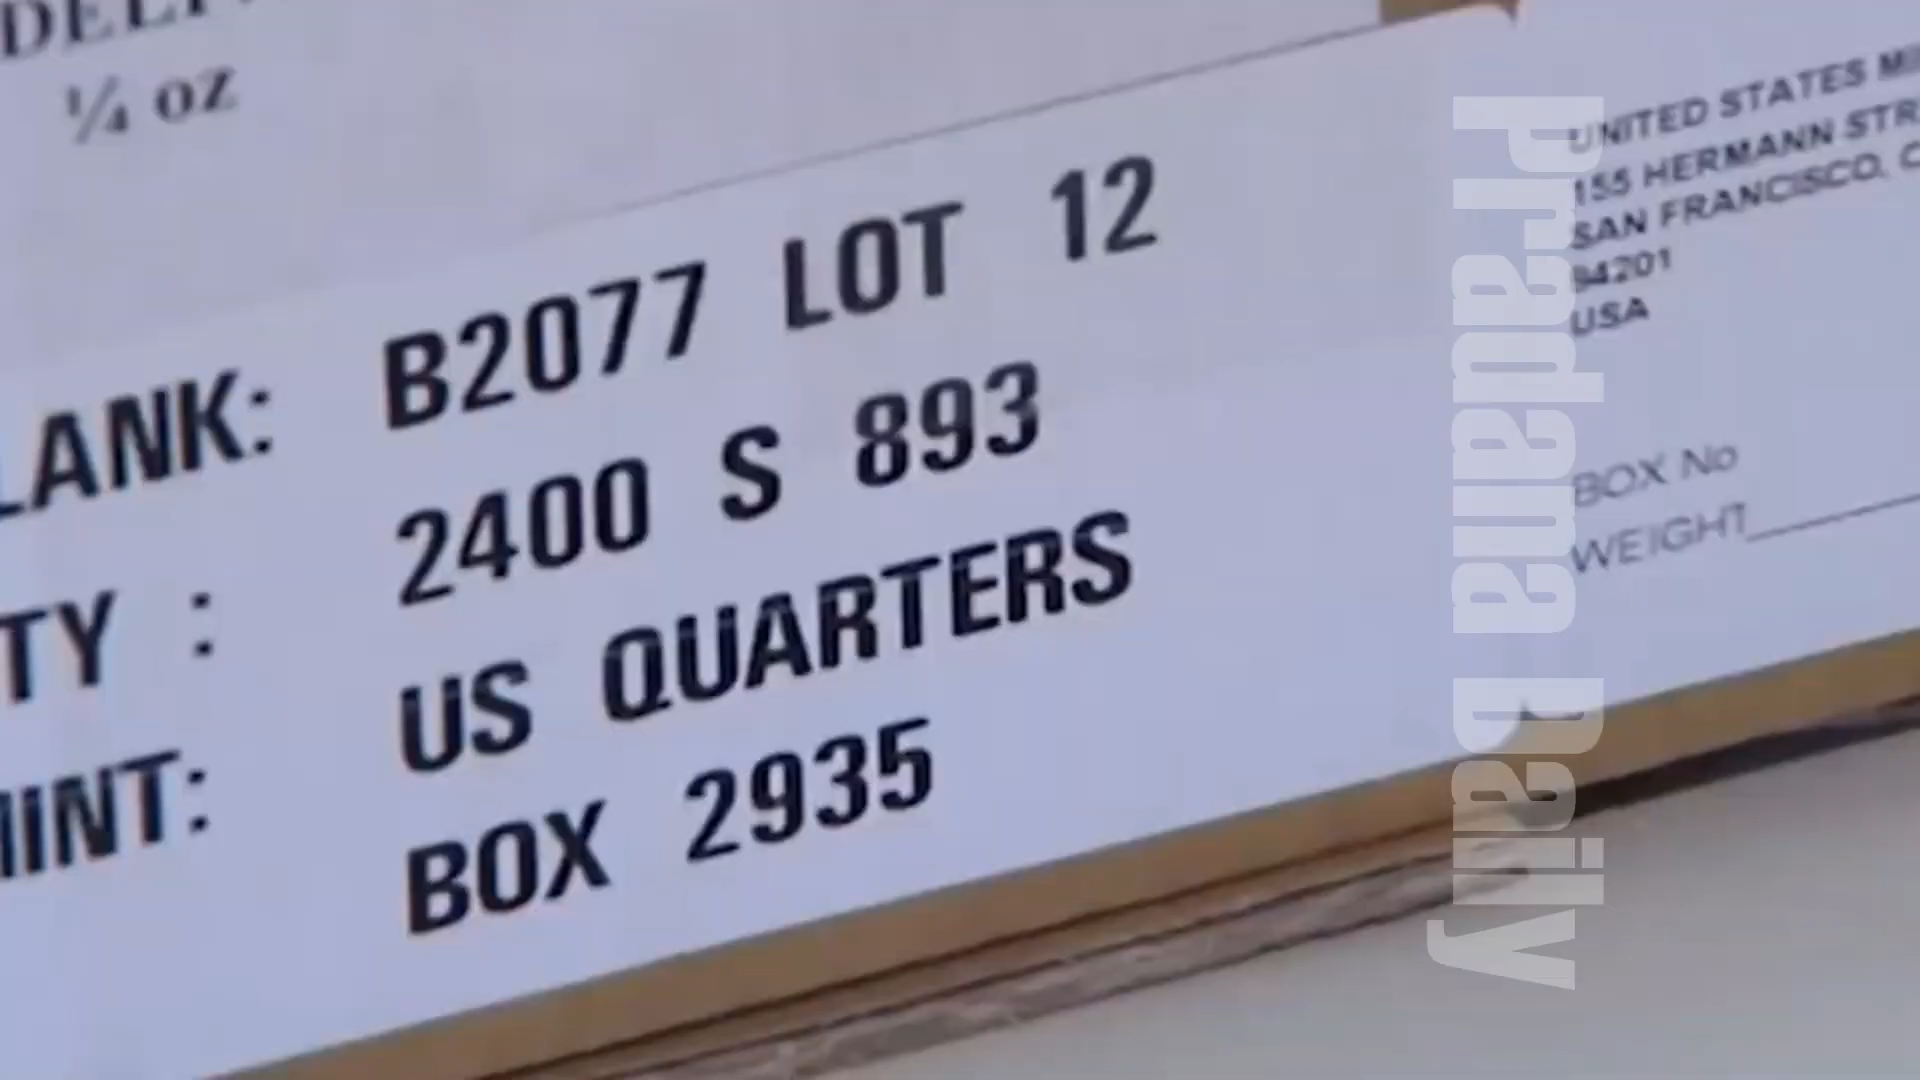 ¼ oz
LANK: B2077 LOT 12
TY : 2400 S 893
US QUARTERS
INT: BOX 2935
UNITED STATES MI
155 HERMANN STR
SAN FRANCISCO, C
94201
USA
BOX No
WEIGHT
Pradana Daily